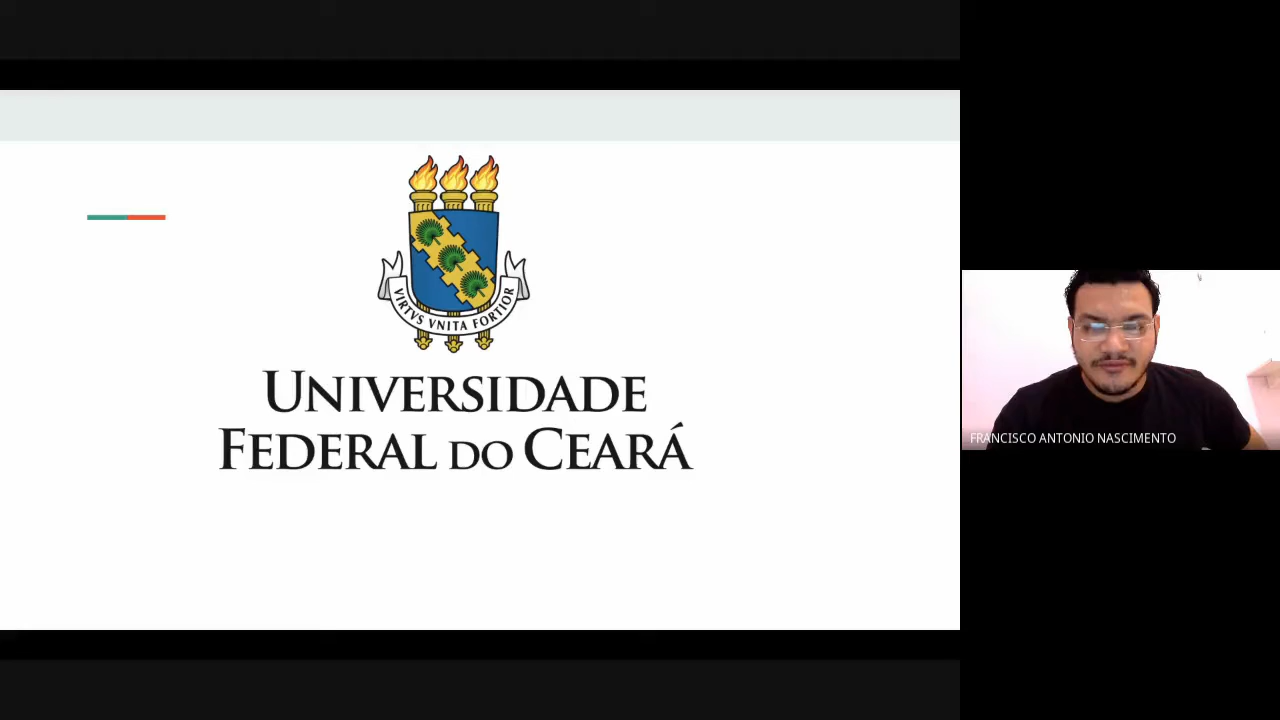 VIRTVS VNITA FORTIOR
UNIVERSIDADE
FEDERAL DO CEARÁ
FRANCISCO ANTONIO NASCIMENTO